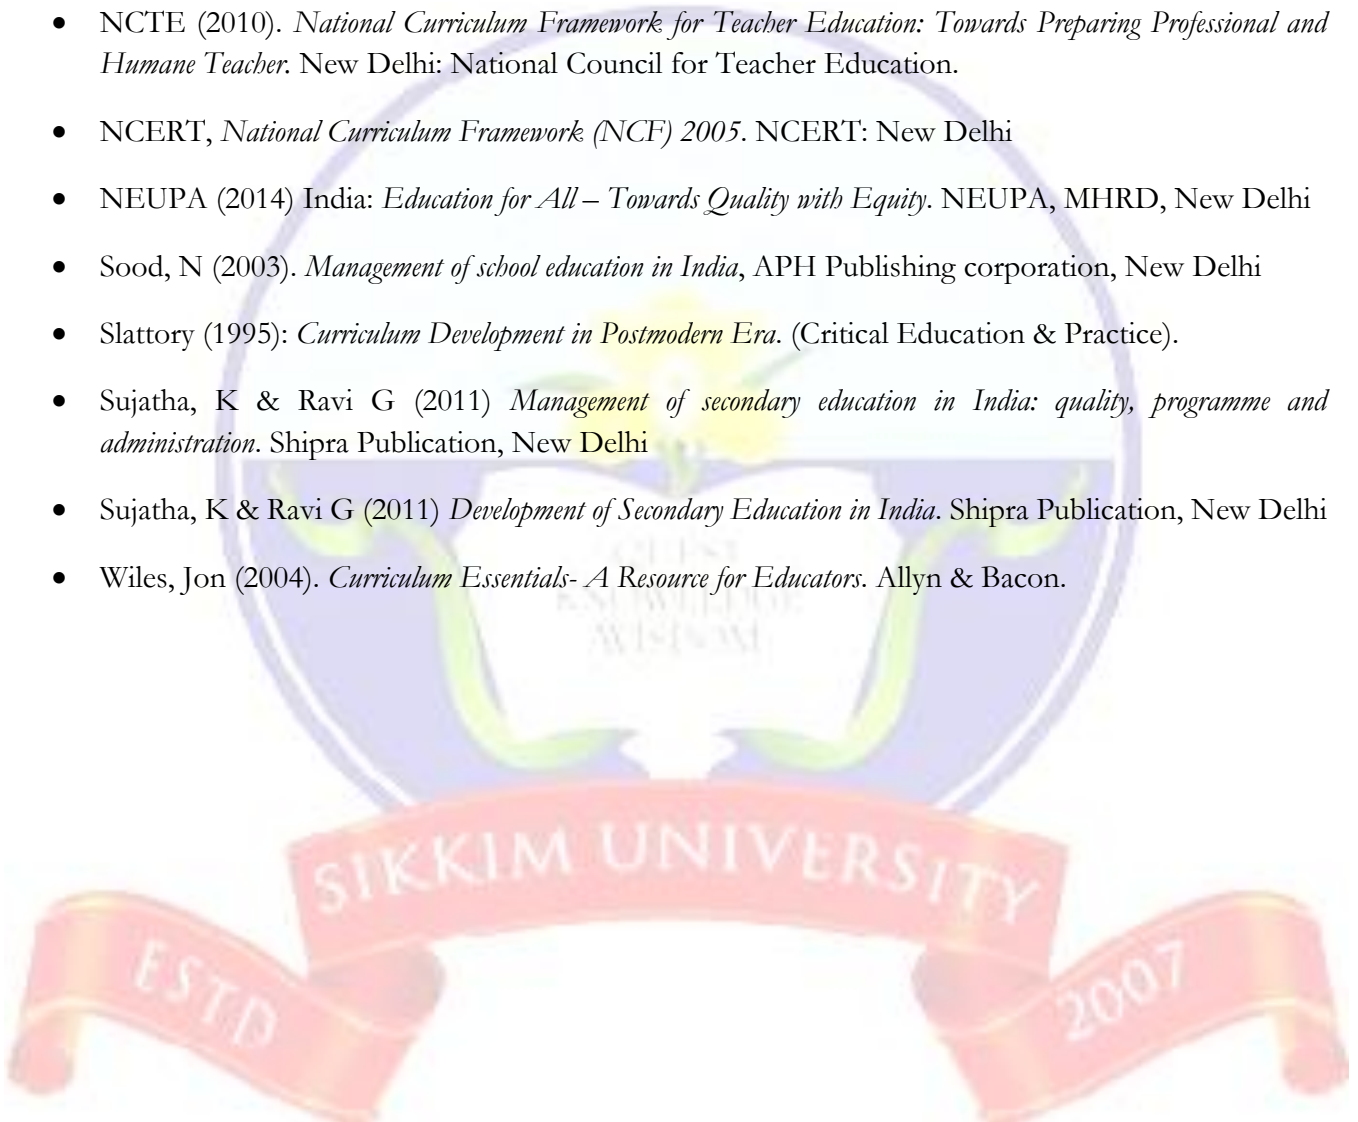 • NCTE (2010). National Curriculum Framework for Teacher Education: Towards Preparing Professional and
Humane Teacher. New Delhi: National Council for Teacher Education.
• NCERT, National Curriculum Framework (NCF) 2005. NCERT: New Delhi
• NEUPA (2014) India: Education for All – Towards Quality with Equity. NEUPA, MHRD, New Delhi
• Sood, N (2003). Management of school education in India, APH Publishing corporation, New Delhi
• Slattory (1995): Curriculum Development in Postmodern Era. (Critical Education & Practice).
• Sujatha, K & Ravi G (2011) Management of secondary education in India: quality, programme and
administration. Shipra Publication, New Delhi
• Sujatha, K & Ravi G (2011) Development of Secondary Education in India. Shipra Publication, New Delhi
• Wiles, Jon (2004). Curriculum Essentials- A Resource for Educators. Allyn & Bacon.
KNOWLEDGE
WISDOM
SIKKIM UNIVERSITY
ESTD
2007